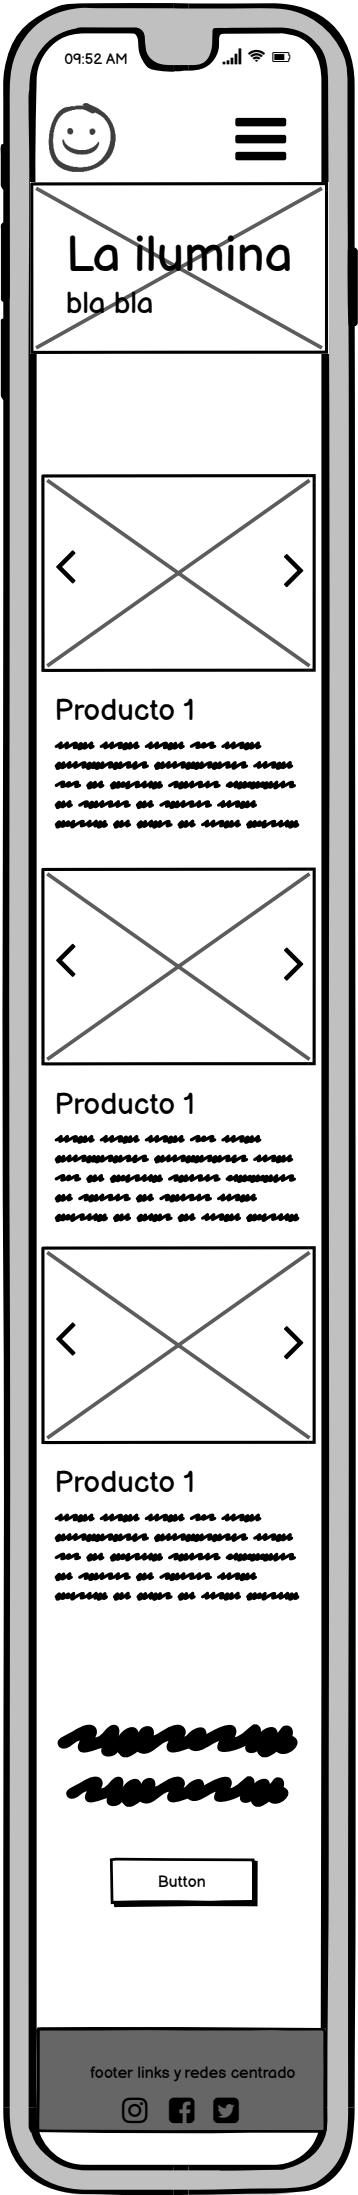 09:52 AM
La ilumina
bla bla
Producto 1
Producto 1
Producto 1
Button
footer links y redes centrado